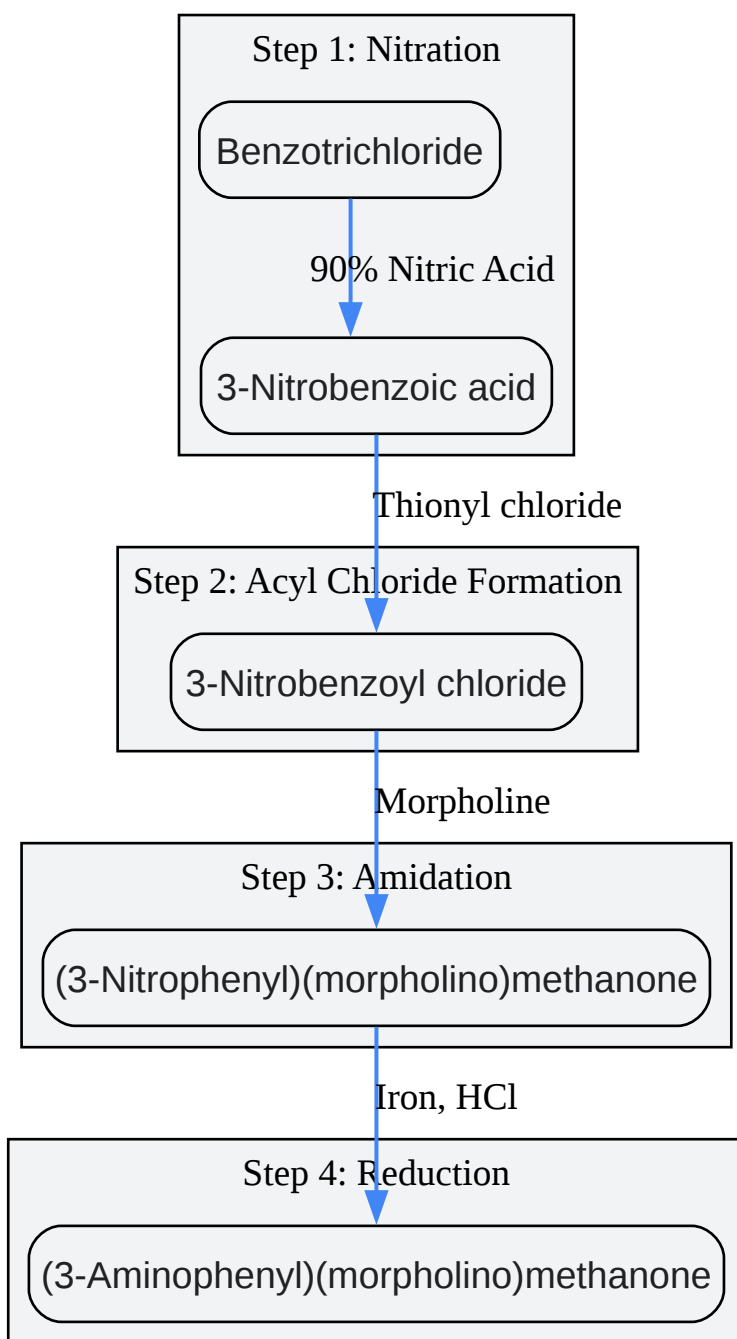 Step 1: Nitration
Benzotrichloride
90% Nitric Acid
3-Nitrobenzoic acid
Thionyl chloride
Step 2: Acyl Chloride Formation
3-Nitrobenzoyl chloride
Morpholine
Step 3: Amidation
(3-Nitrophenyl)(morpholino)methanone
Iron, HCl
Step 4: Reduction
(3-Aminophenyl)(morpholino)methanone